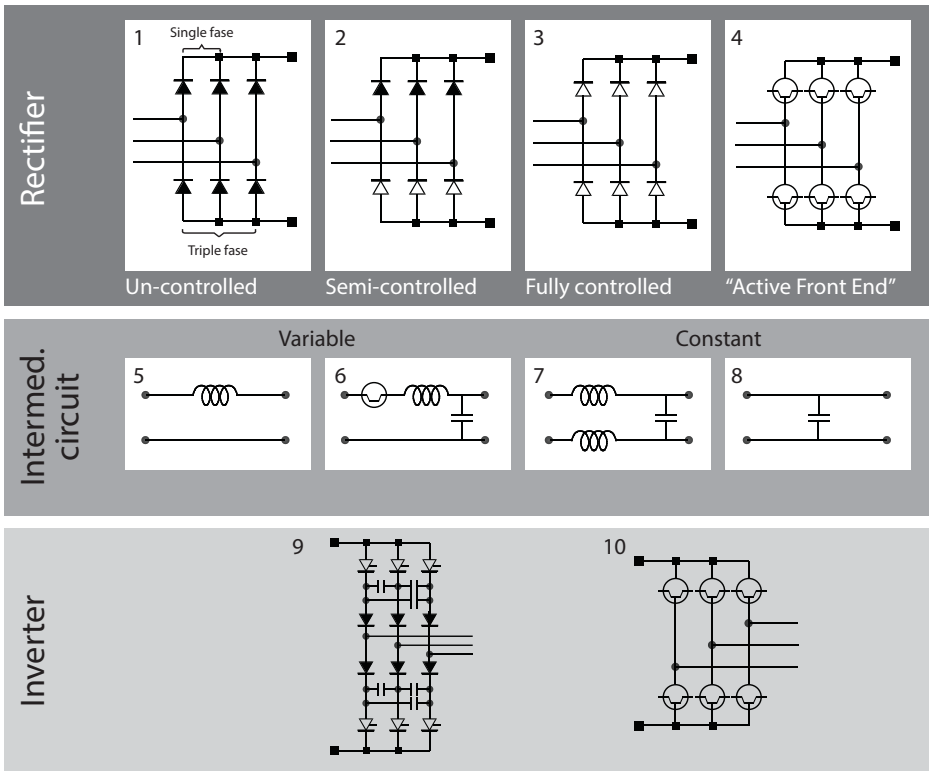 Rectifier
1
Single fase
Triple fase
Un-controlled
2
Semi-controlled
3
Fully controlled
4
“Active Front End”
Intermed.
circuit
Variable
Constant
5
6
7
8
Inverter
9
10